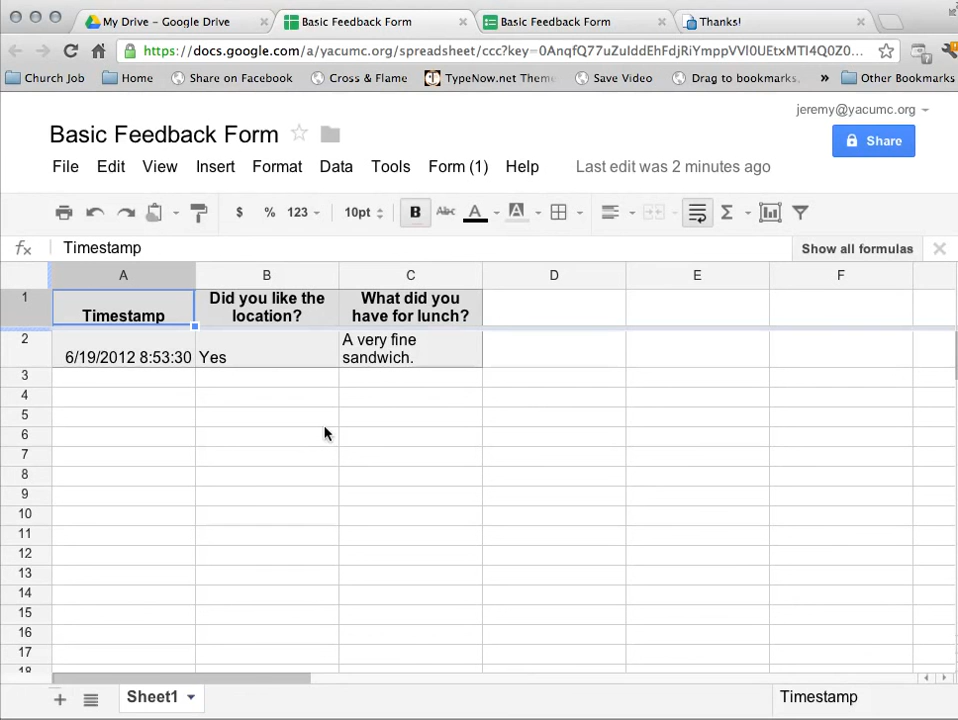 My Drive – Google Drive
Basic Feedback Form
Basic Feedback Form
Thanks!
https://docs.google.com/a/yacumc.org/spreadsheet/ccc?key=0AnqfQ77uZuIddEhFdjRiYmppVVI0UEtxMTI4Q0Z0...
Church Job
Home
Share on Facebook
Cross & Flame
TypeNow.net Theme
Save Video
Drag to bookmarks,
»
Other Bookmarks
jeremy@yacumc.org
Basic Feedback Form
Share
File Edit View Insert Format Data Tools Form (1) Help Last edit was 2 minutes ago
$ % 123 10pt B Abc A A Σ
fx Timestamp Show all formulas
A B C D E F
1 Timestamp Did you like the location? What did you have for lunch?
2 6/19/2012 8:53:30 Yes A very fine sandwich.
3
4
5
6
7
8
9
10
11
12
13
14
15
16
17
18
+ Sheet1 Timestamp